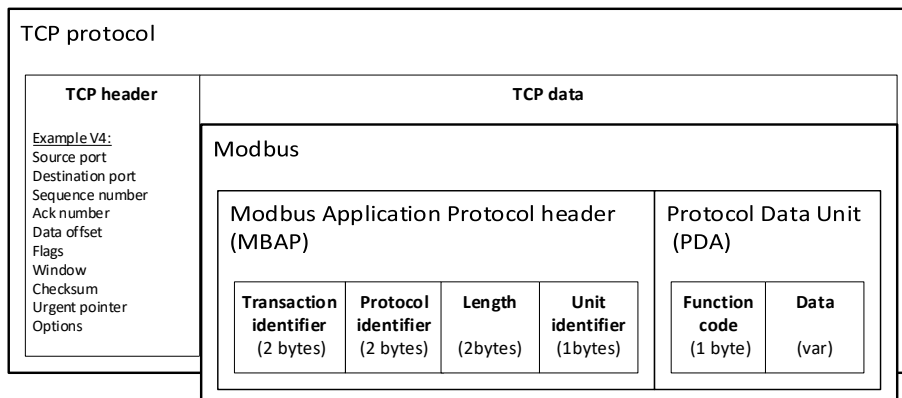 TCP protocol
TCP header
TCP data
Example V4:
Source port
Destination port
Sequence number
Ack number
Data offset
Flags
Window
Checksum
Urgent pointer
Options
Modbus
Modbus Application Protocol header
(MBAP)
Protocol Data Unit
(PDA)
Transaction
identifier
(2 bytes)
Protocol
identifier
(2 bytes)
Length
(2bytes)
Unit
identifier
(1bytes)
Function
code
(1 byte)
Data
(var)